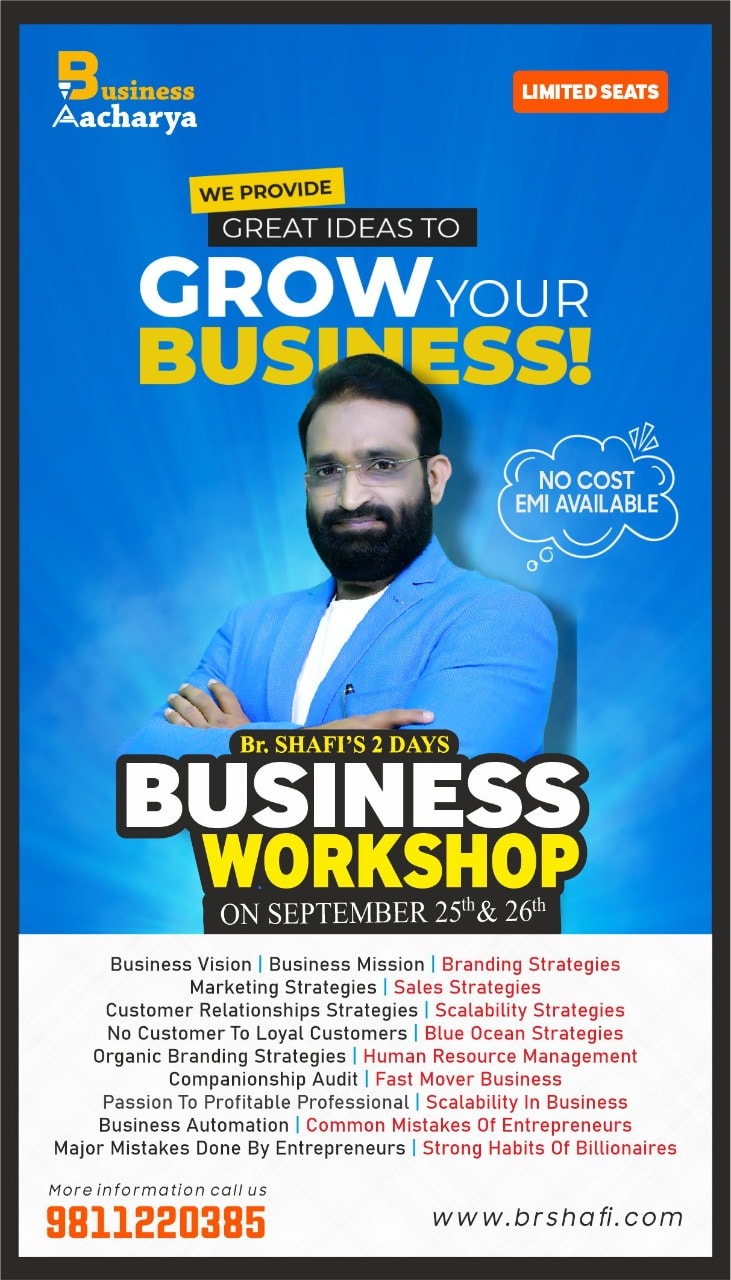 Business
Aacharya
LIMITED SEATS
WE PROVIDE
GREAT IDEAS TO
GROW YOUR
BUSINESS!
NO COST
EMI AVAILABLE
Br. SHAFI'S 2 DAYS
BUSINESS
WORKSHOP
ON SEPTEMBER 25th & 26th
Business Vision | Business Mission | Branding Strategies
Marketing Strategies | Sales Strategies
Customer Relationships Strategies | Scalability Strategies
No Customer To Loyal Customers | Blue Ocean Strategies
Organic Branding Strategies | Human Resource Management
Companionship Audit | Fast Mover Business
Passion To Profitable Professional | Scalability In Business
Business Automation | Common Mistakes Of Entrepreneurs
Major Mistakes Done By Entrepreneurs | Strong Habits Of Billionaires
More information call us
9811220385
www.brshafi.com